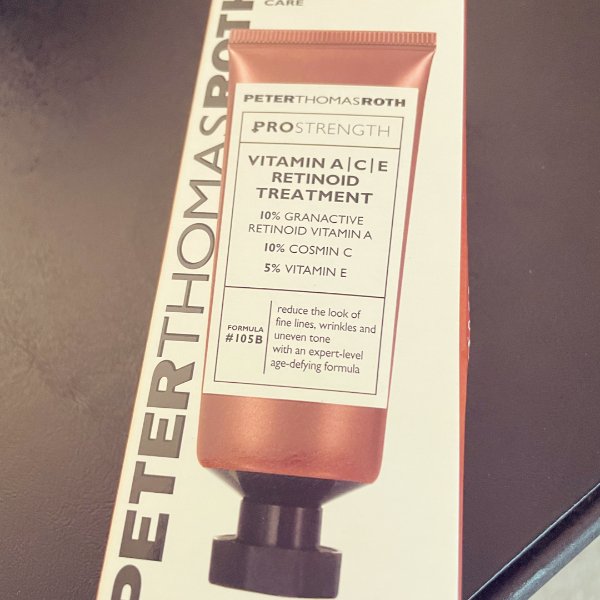 CARE
PETERTHOMASROTH
PETERTHOMASROTH
PROSTRENGTH
VITAMIN A|C|E
RETINOID
TREATMENT
10% GRANACTIVE
RETINOID VITAMIN A
10% COSMIN C
5% VITAMIN E
FORMULA
#105B
reduce the look of
fine lines, wrinkles and
uneven tone
with an expert-level
age-defying formula